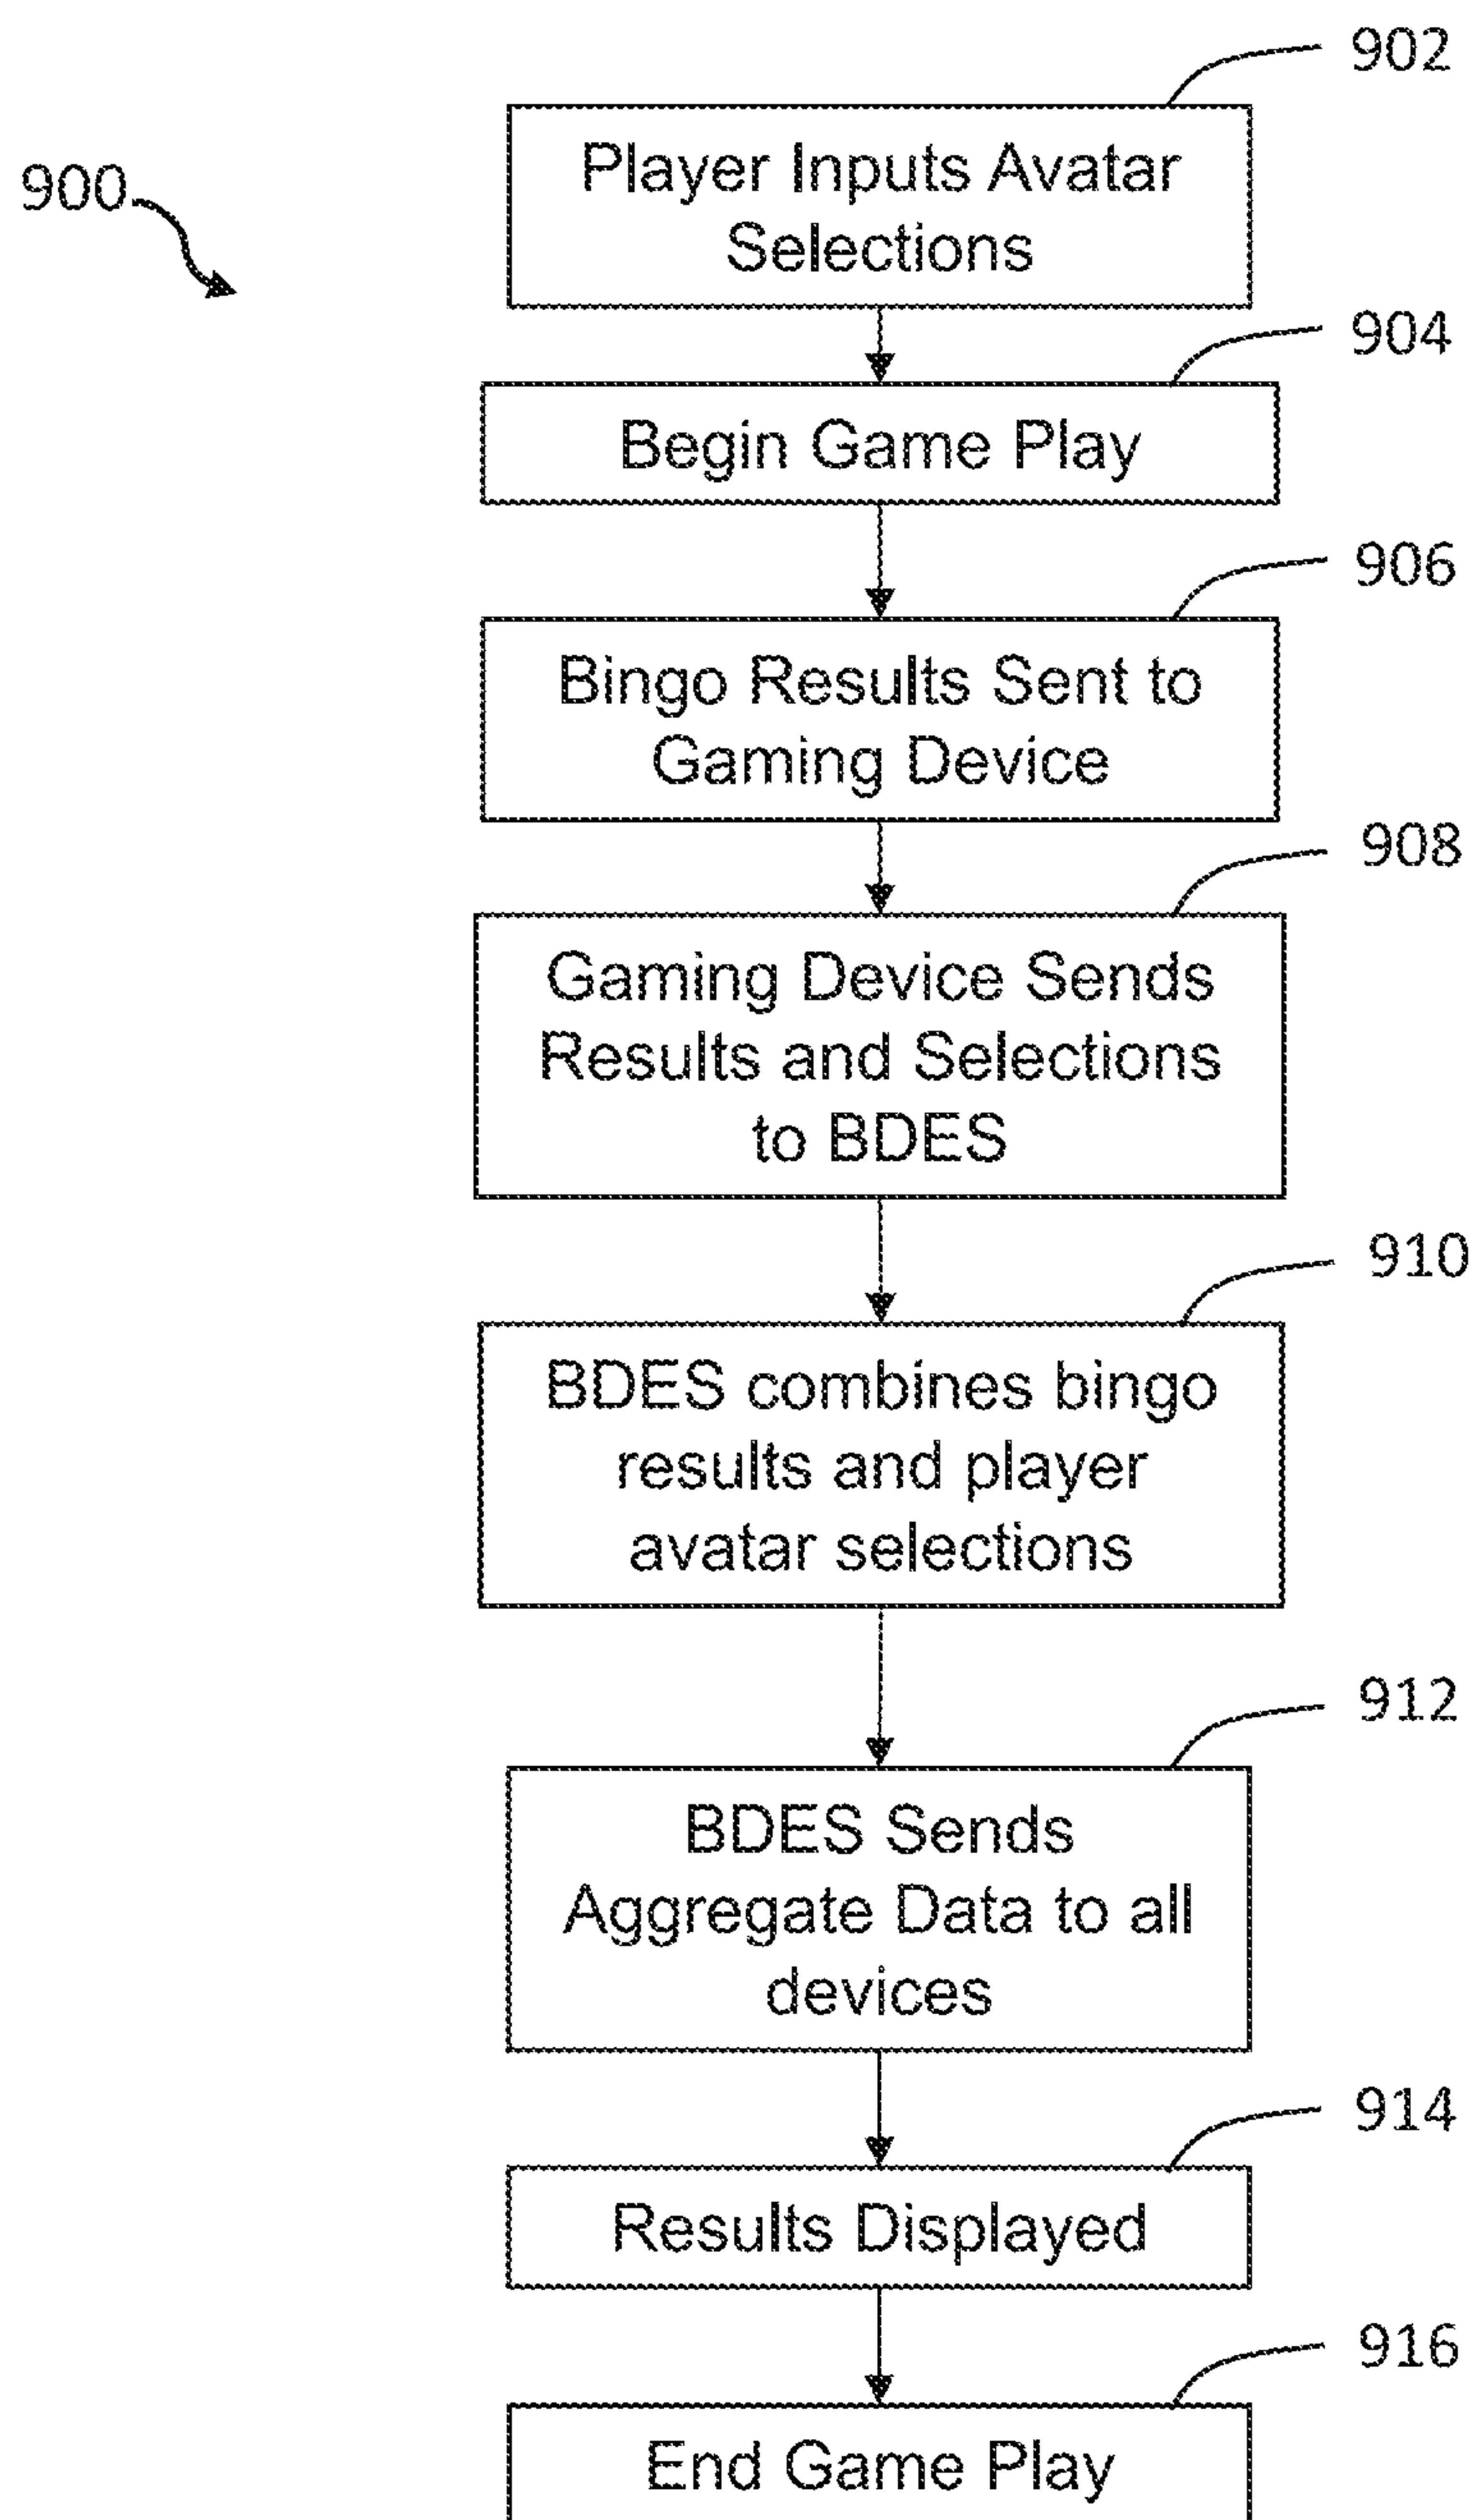 902
Player Inputs Avatar
Selections
900
904
Begin Game Play
906
Bingo Results Sent to
Gaming Device
908
Gaming Device Sends
Results and Selections
to BDES
910
BDES combines bingo
results and player
avatar selections
912
BDES Sends
Aggregate Data to all
devices
914
Results Displayed
916
End Game Play